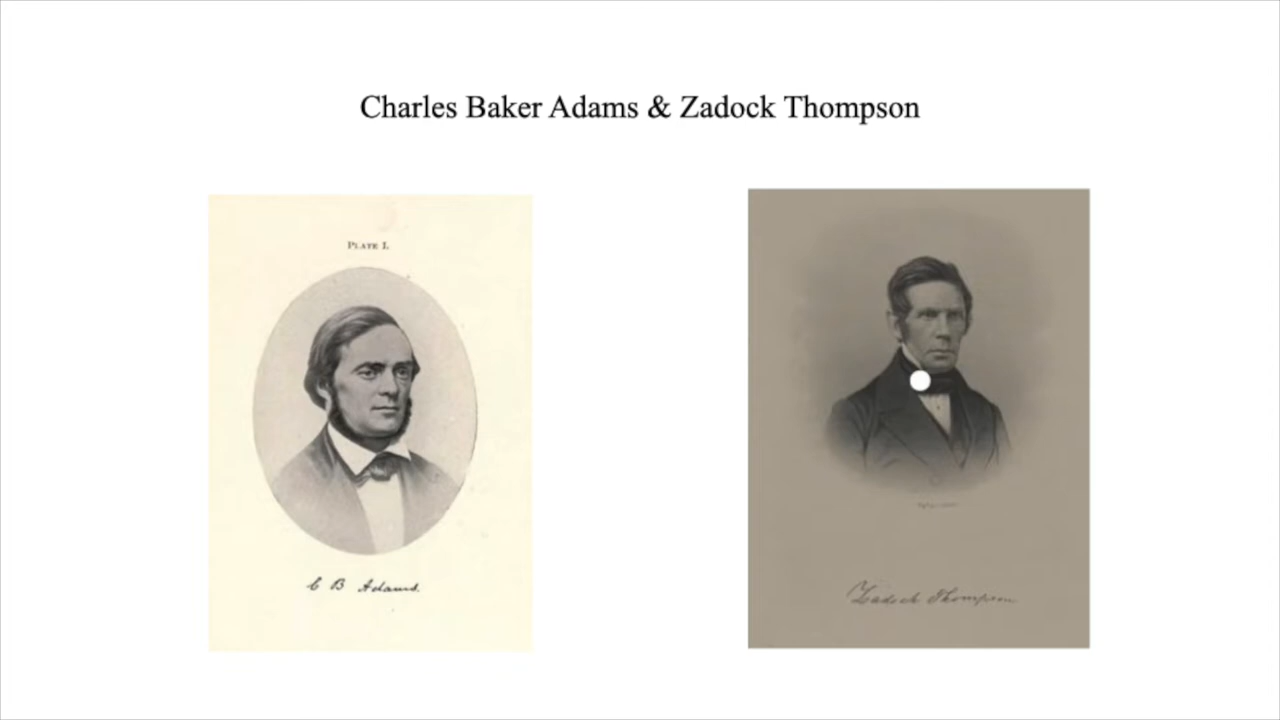 Charles Baker Adams & Zadock Thompson
PLATE I.
C B Adams
Zadock Thompson